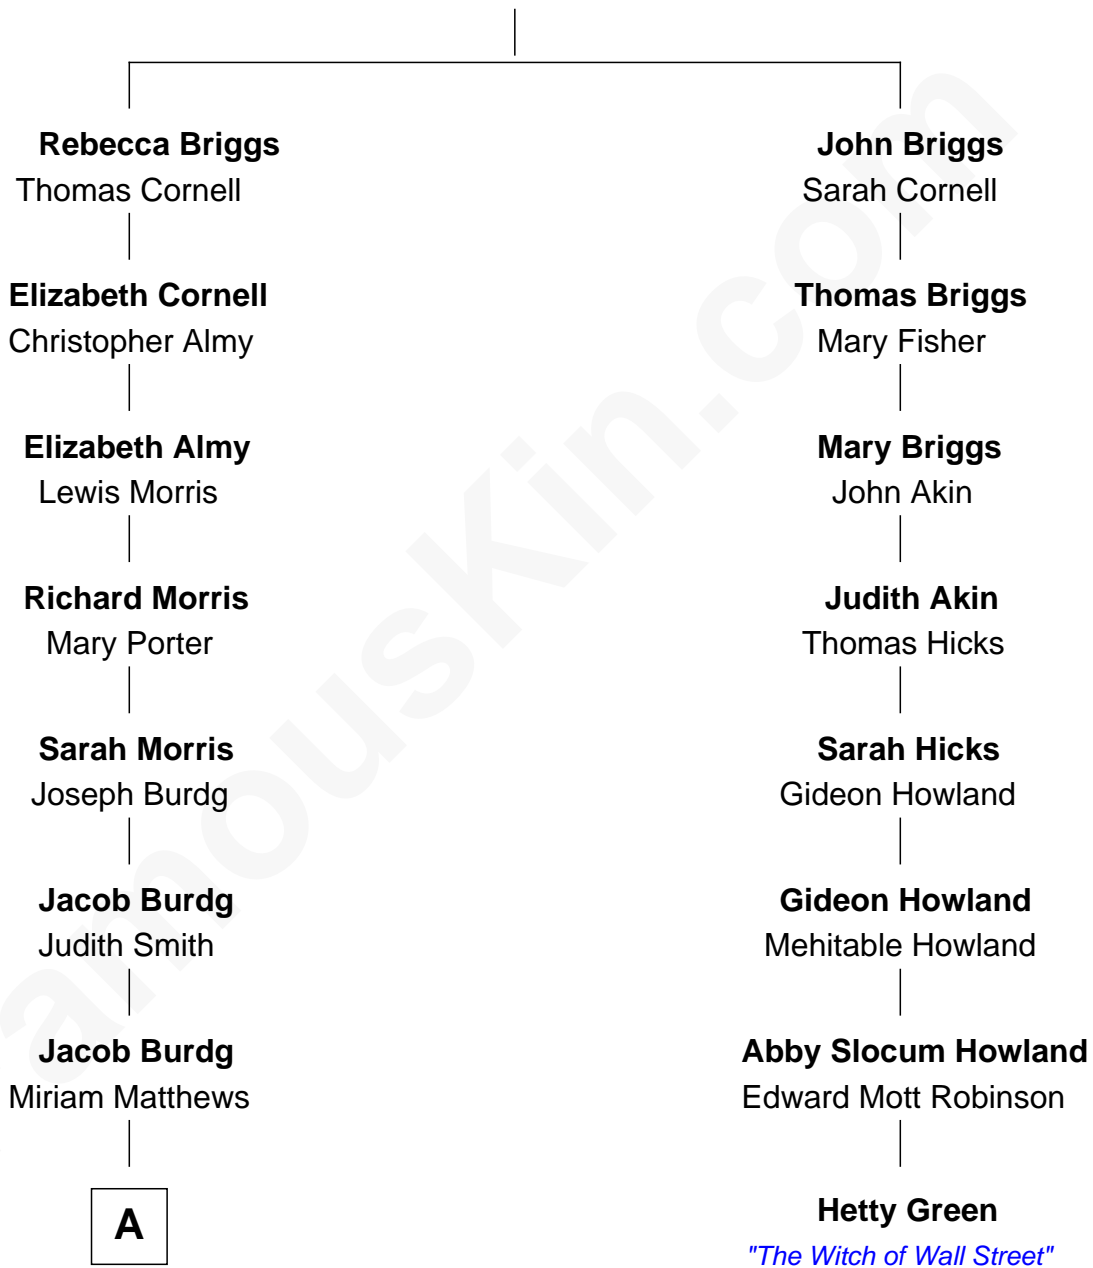 Rebecca Briggs
Thomas Cornell
Elizabeth Cornell
Christopher Almy
Elizabeth Almy
Lewis Morris
Richard Morris
Mary Porter
Sarah Morris
Joseph Burdg
Jacob Burdg
Judith Smith
Jacob Burdg
Miriam Matthews
A
John Briggs
Sarah Cornell
Thomas Briggs
Mary Fisher
Mary Briggs
John Akin
Judith Akin
Thomas Hicks
Sarah Hicks
Gideon Howland
Gideon Howland
Mehitable Howland
Abby Slocum Howland
Edward Mott Robinson
Hetty Green
"The Witch of Wall Street"
amousKin.com